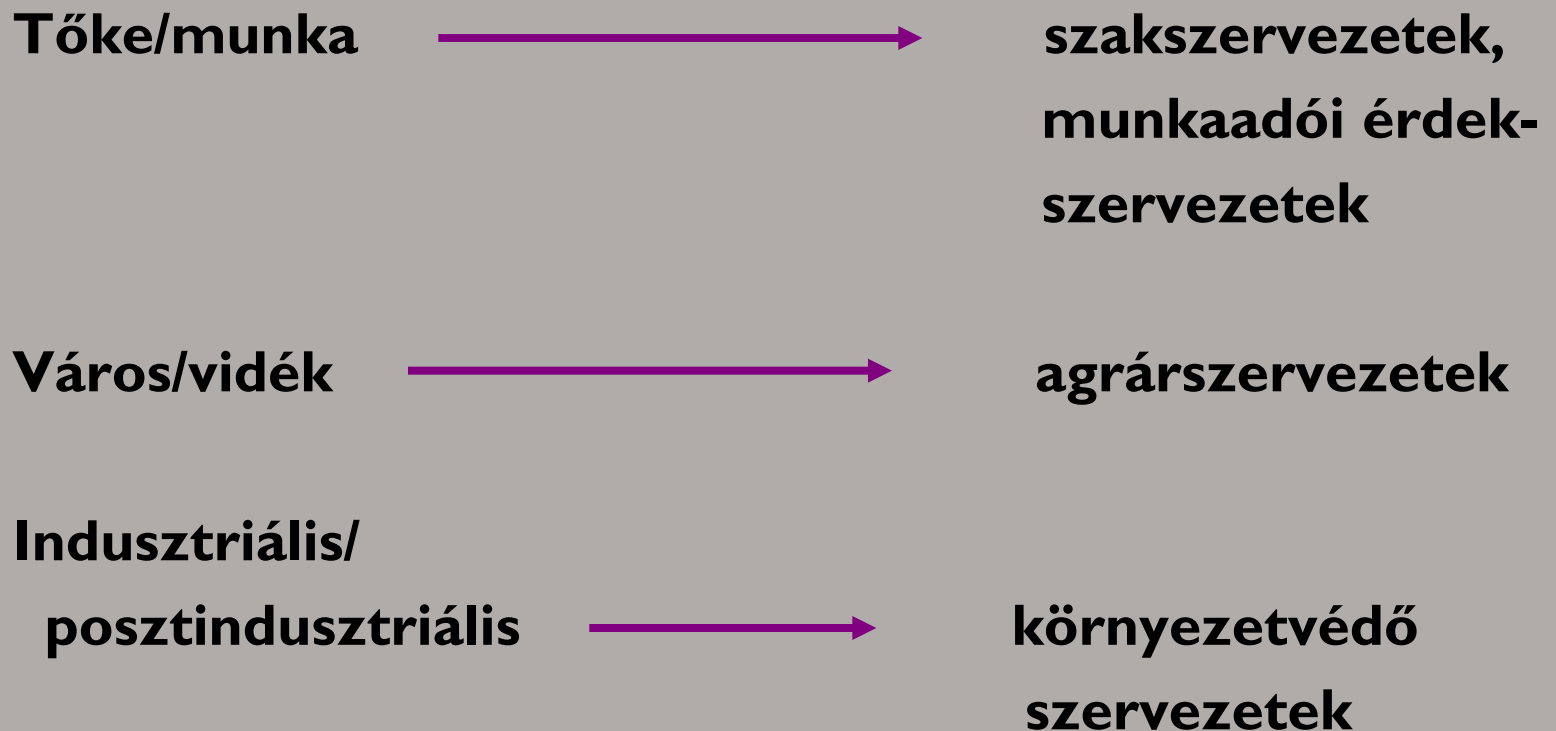 Tőke/munka szakszervezetek,
munkaadói érdek-
szervezetek
Város/vidék agrárszervezetek
Indusztriális/
posztindusztriális környezetvédő
szervezetek